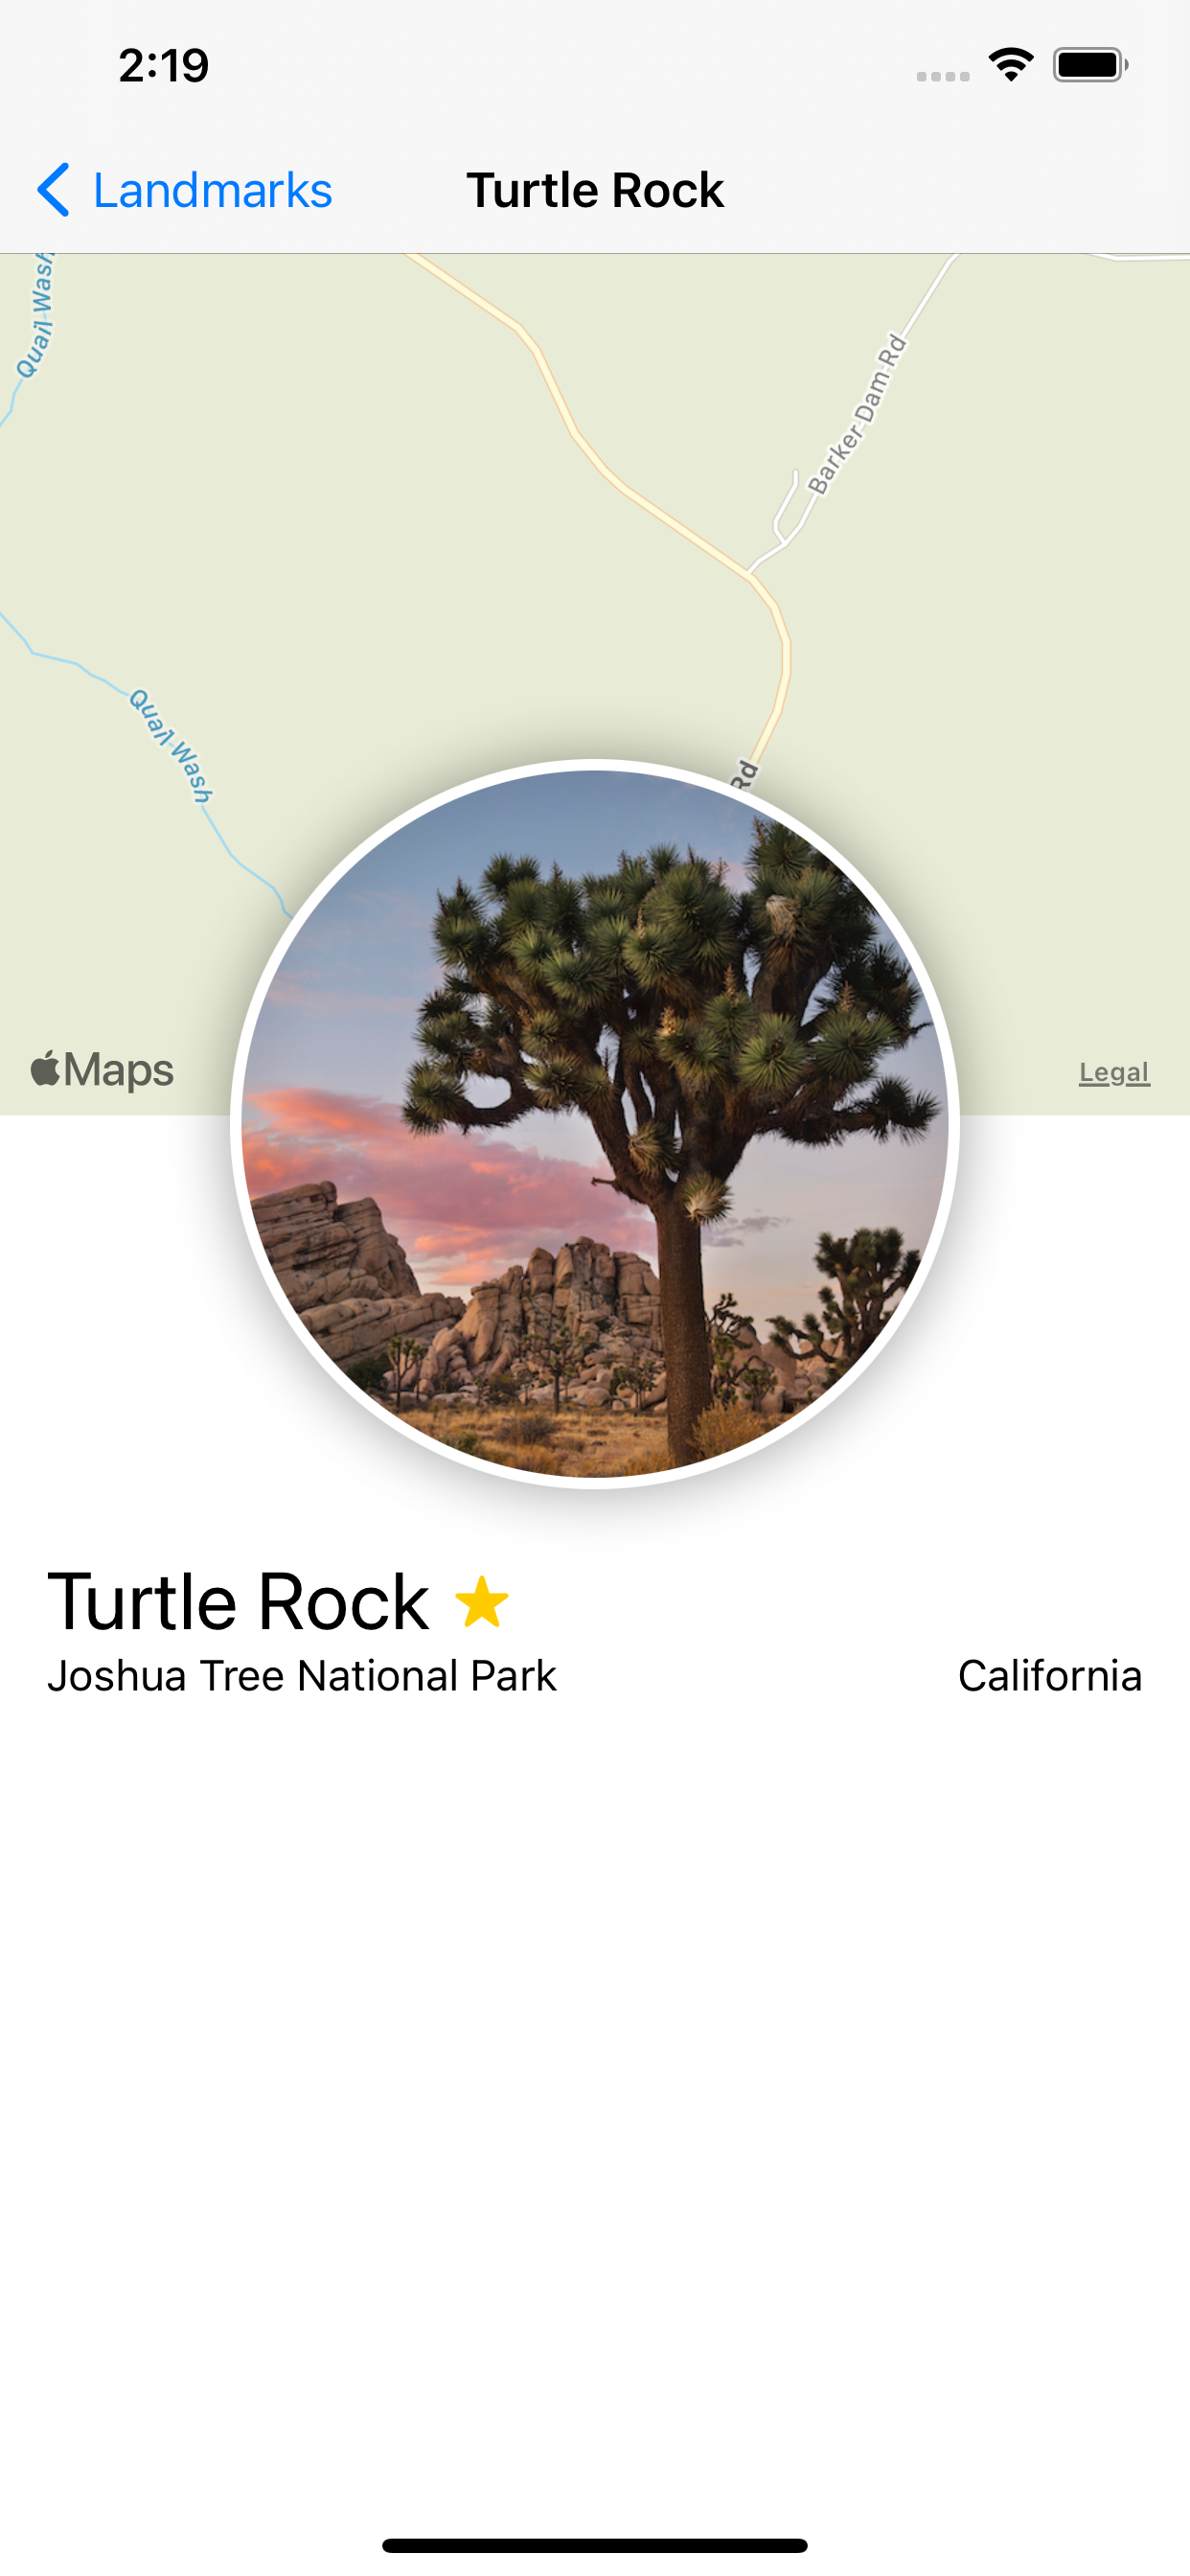 2:19
Landmarks
Turtle Rock
Quail Wash
Barker Dam Rd
Quail Wash
Rd
Maps
Legal
Turtle Rock
Joshua Tree National Park
California